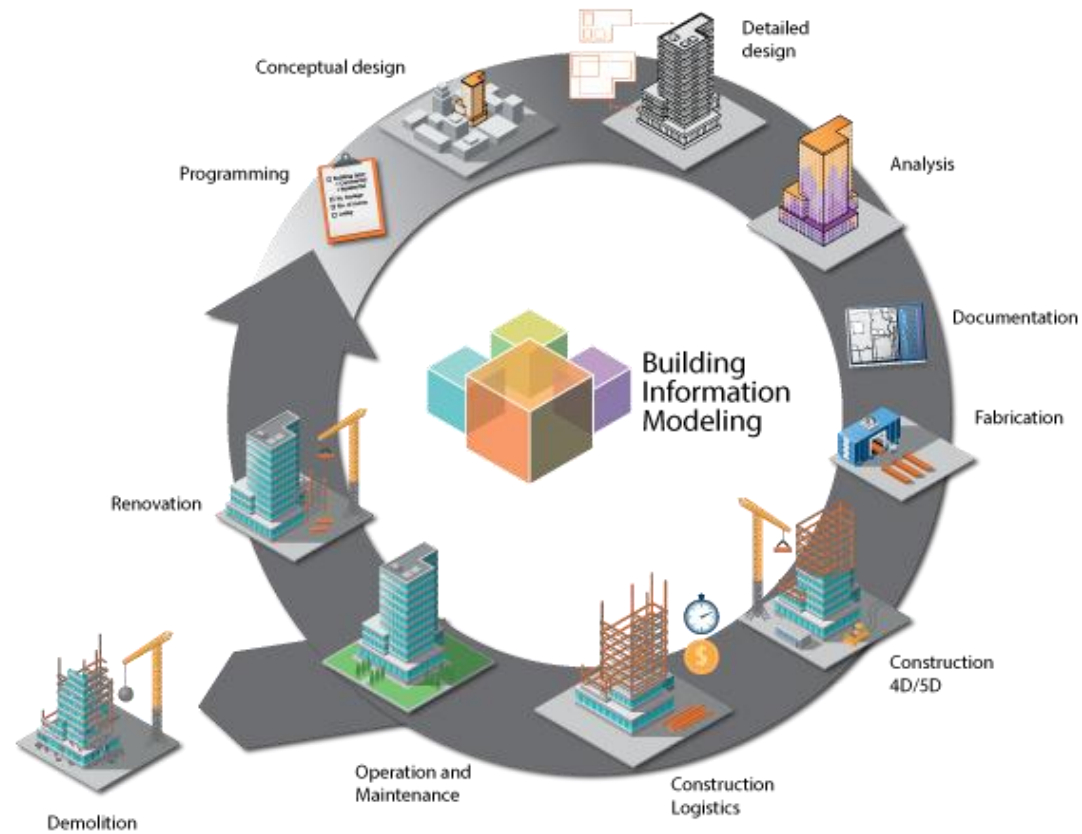 Detailed
design
Conceptual design
Programming
Analysis
Documentation
Building
Information
Modeling
Fabrication
Renovation
Construction
4D/5D
$
Operation and
Maintenance
Construction
Logistics
Demolition